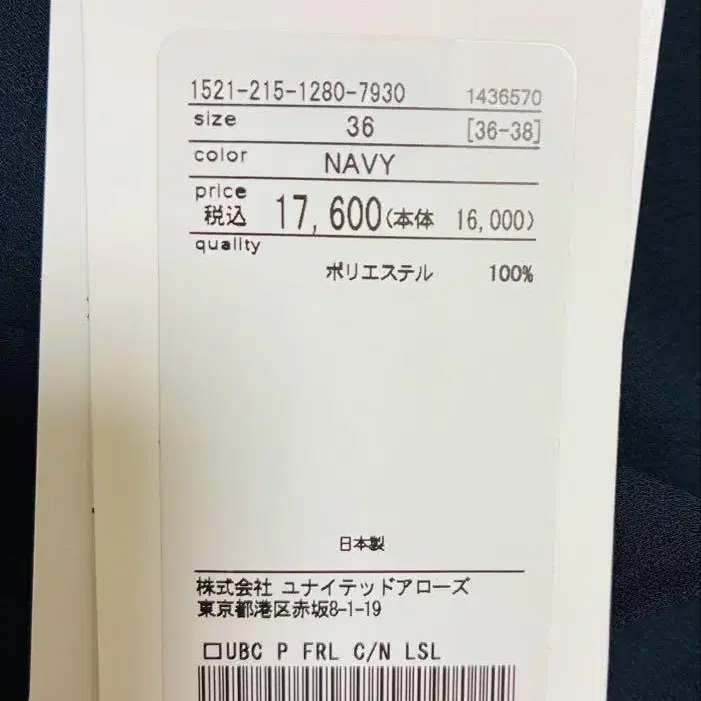 1521-215-1280-7930 1436570
size 36 [36-38]
color NAVY
price
税込 17,600(本体 16,000)
quality
ポリエステル 100%
日本製
株式会社 ユナイテッドアローズ
東京都港区赤坂8-1-19
□UBC P FRL C/N LSL